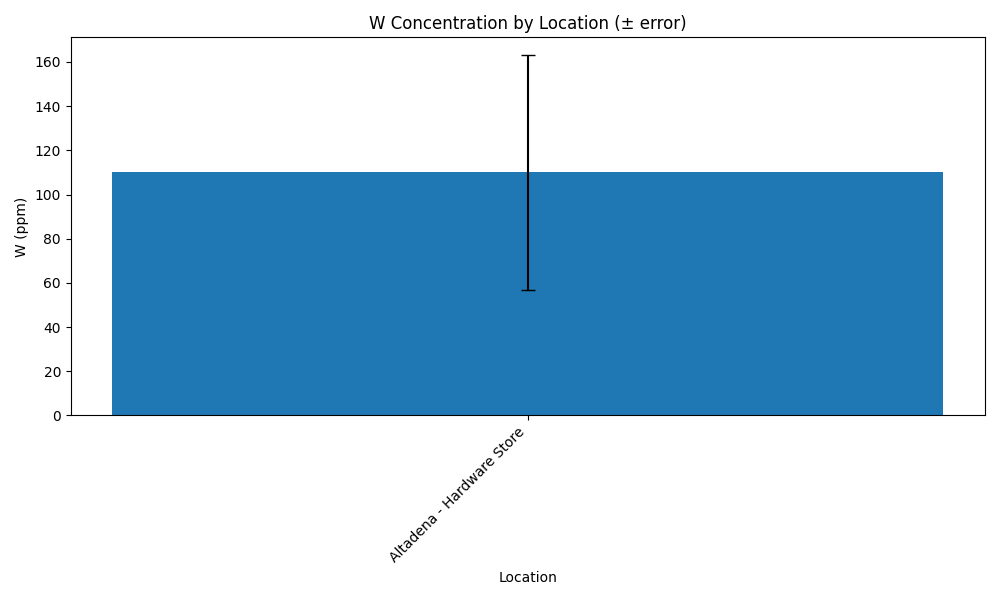 W Concentration by Location (± error)
W (ppm)
160
140
120
100
80
60
40
20
0
Altadena - Hardware Store
Location